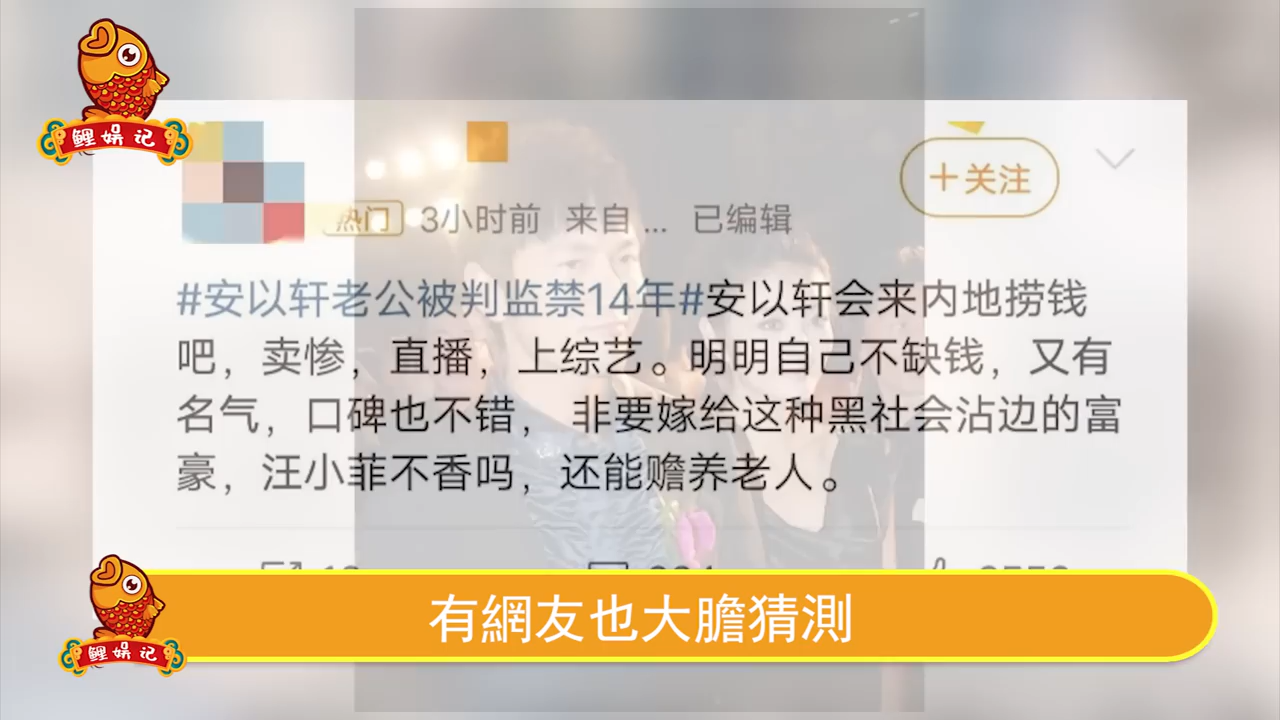 鲤娱记
十关注
热门 3小时前 来自 ... 已编辑
#安以轩老公被判监禁14年#安以轩会来内地捞钱
吧，卖惨，直播，上综艺。明明自己不缺钱，又有
名气，口碑也不错，非要嫁给这种黑社会沾边的富
豪，汪小菲不香吗，还能赡养老人。
有網友也大膽猜測
鲤娱记